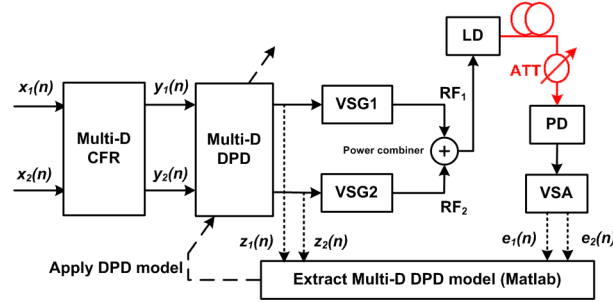 LD
ATT
x1(n)
y1(n)
VSG1
RF1
Multi-D
CFR
Multi-D
DPD
Power combiner
+
PD
x2(n)
y2(n)
VSG2
RF2
VSA
z1(n)
z2(n)
e1(n)
e2(n)
Apply DPD model
Extract Multi-D DPD model (Matlab)